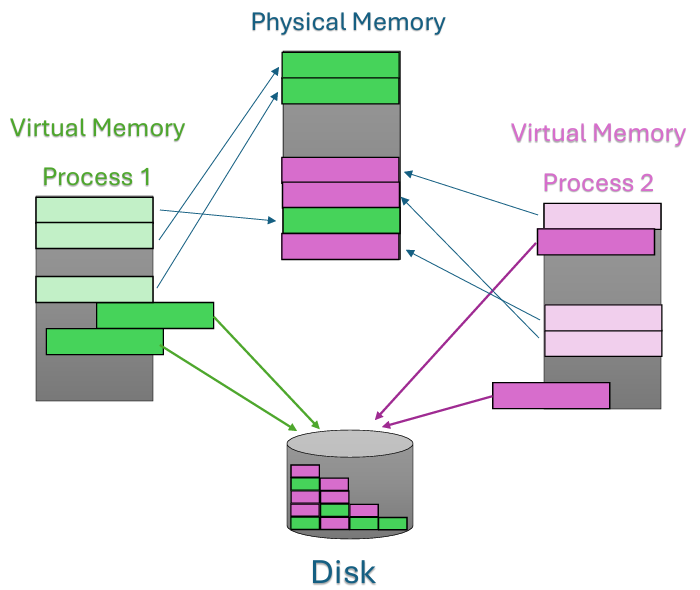 Physical Memory
Virtual Memory
Process 1
Virtual Memory
Process 2
Disk